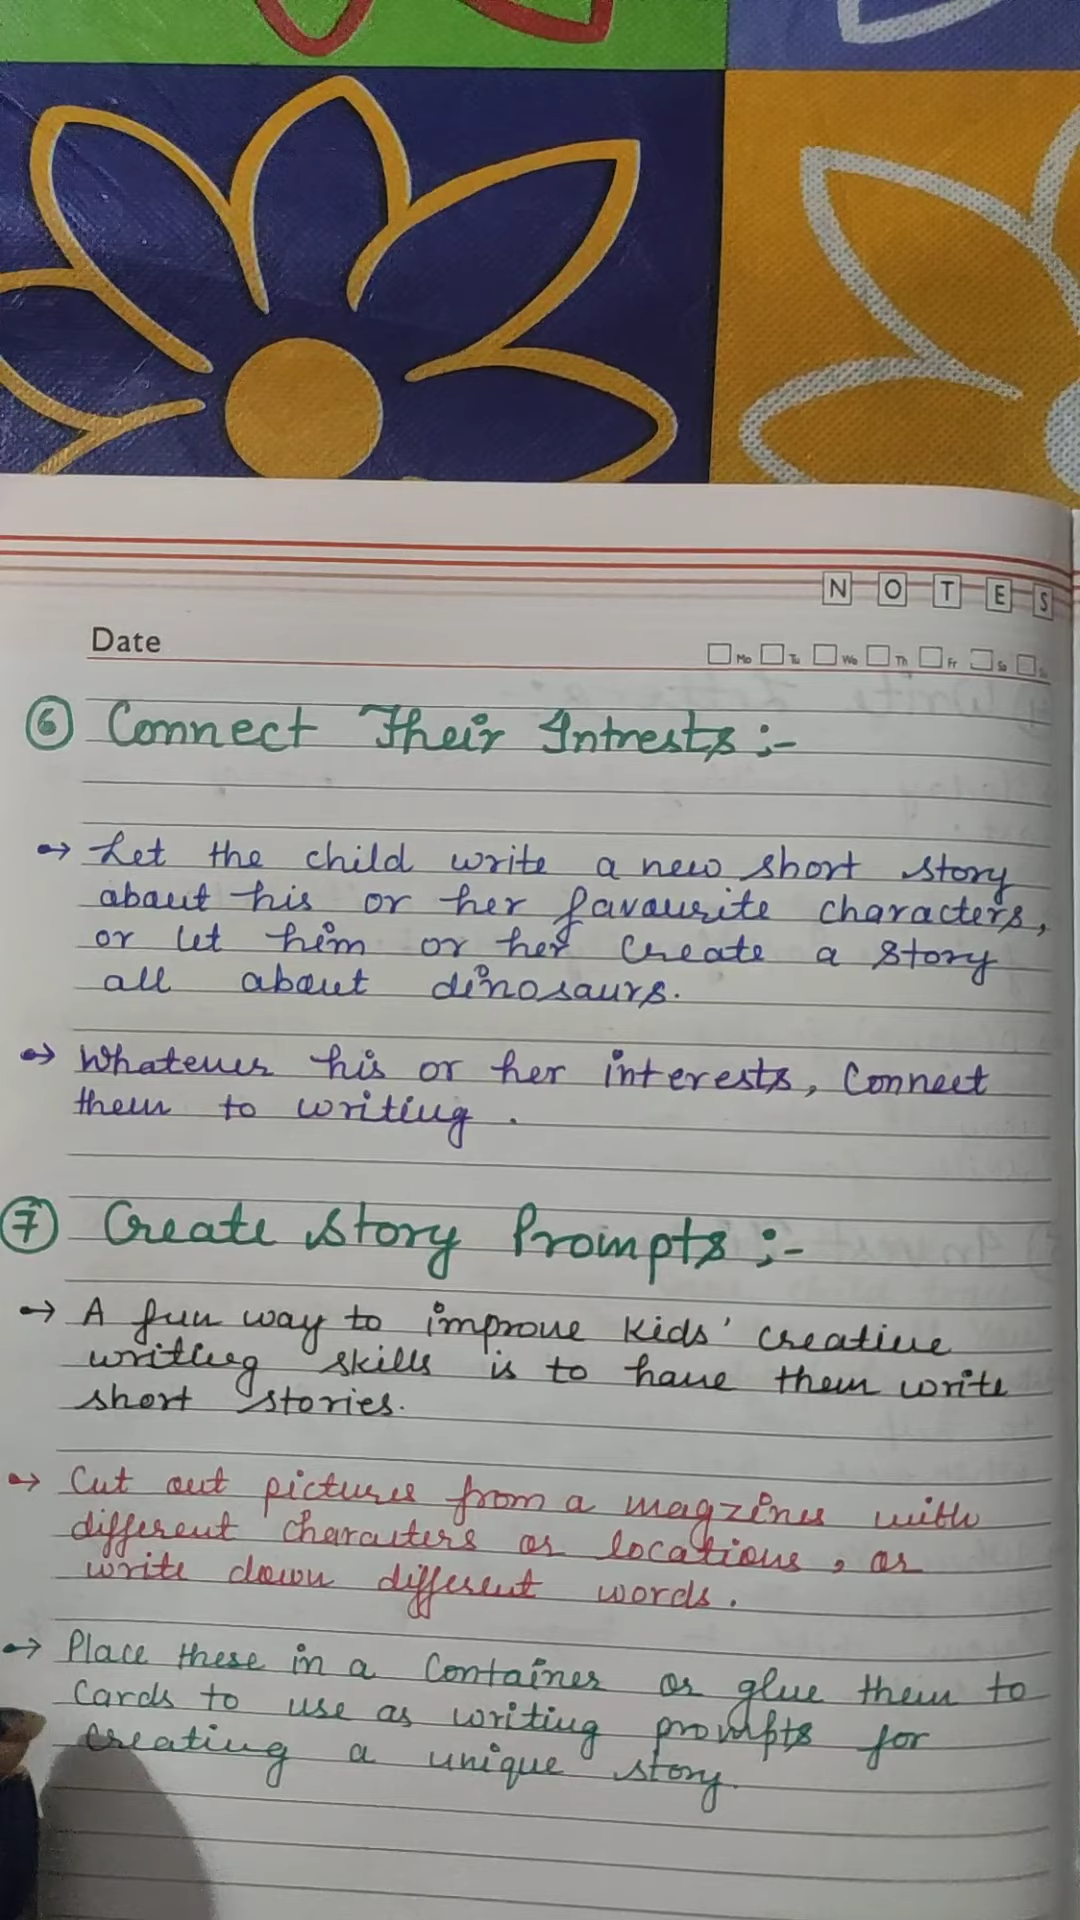 NOTES
Date
Mo Tu We Th Fr Sa Su
⑥ Connect Their Intrests :-
→ Let the child write a new short story
about his or her favourite characters,
or let him or her create a story
all about dinosaurs.
→ Whatever his or her interests, Connect
them to writing.
⑦ Create Story Prompts :-
→ A fun way to improve Kids' creative
writing skills is to have them write
short stories.
→ Cut out pictures from a magzines with
different characters or locations, or
write down different words.
→ Place these in a Container or glue them to
Cards to use as writing prompts for
creating a unique story.